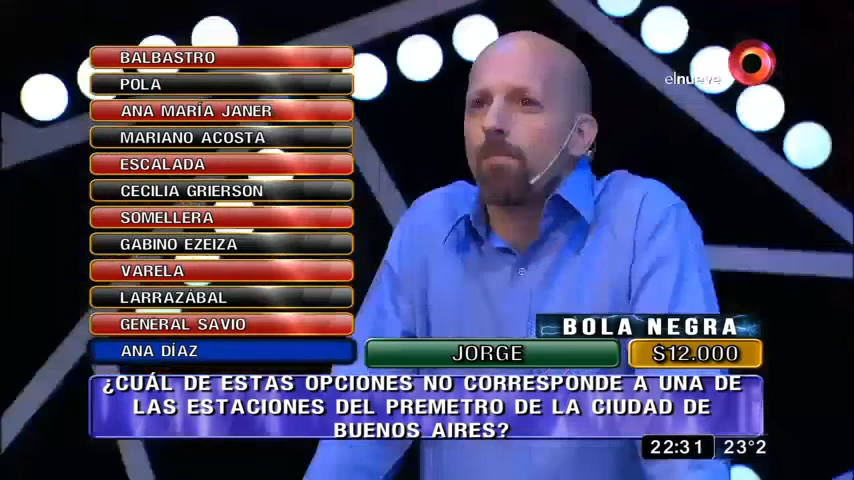 BALBASTRO
POLA
ANA MARÍA JANER
MARIANO ACOSTA
ESCALADA
CECILIA GRIERSON
SOMELLERA
GABINO EZEIZA
VARELA
LARRAZÁBAL
GENERAL SAVIO
ANA DÍAZ
elnueve
BOLA NEGRA
JORGE
$12.000
¿CUÁL DE ESTAS OPCIONES NO CORRESPONDE A UNA DE
LAS ESTACIONES DEL PREMETRO DE LA CIUDAD DE
BUENOS AIRES?
22:31 23°2